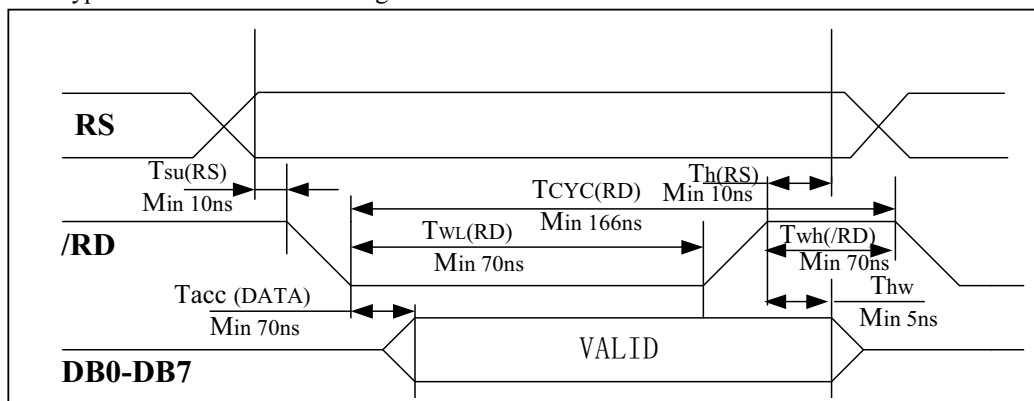 RS
Tsu(RS)
Min 10ns
Th(RS)
Min 10ns
TCYC(RD)
Min 166ns
/RD
TWL(RD)
Min 70ns
Twh(/RD)
Min 70ns
Tacc (DATA)
Min 70ns
Thw
Min 5ns
VALID
DB0-DB7